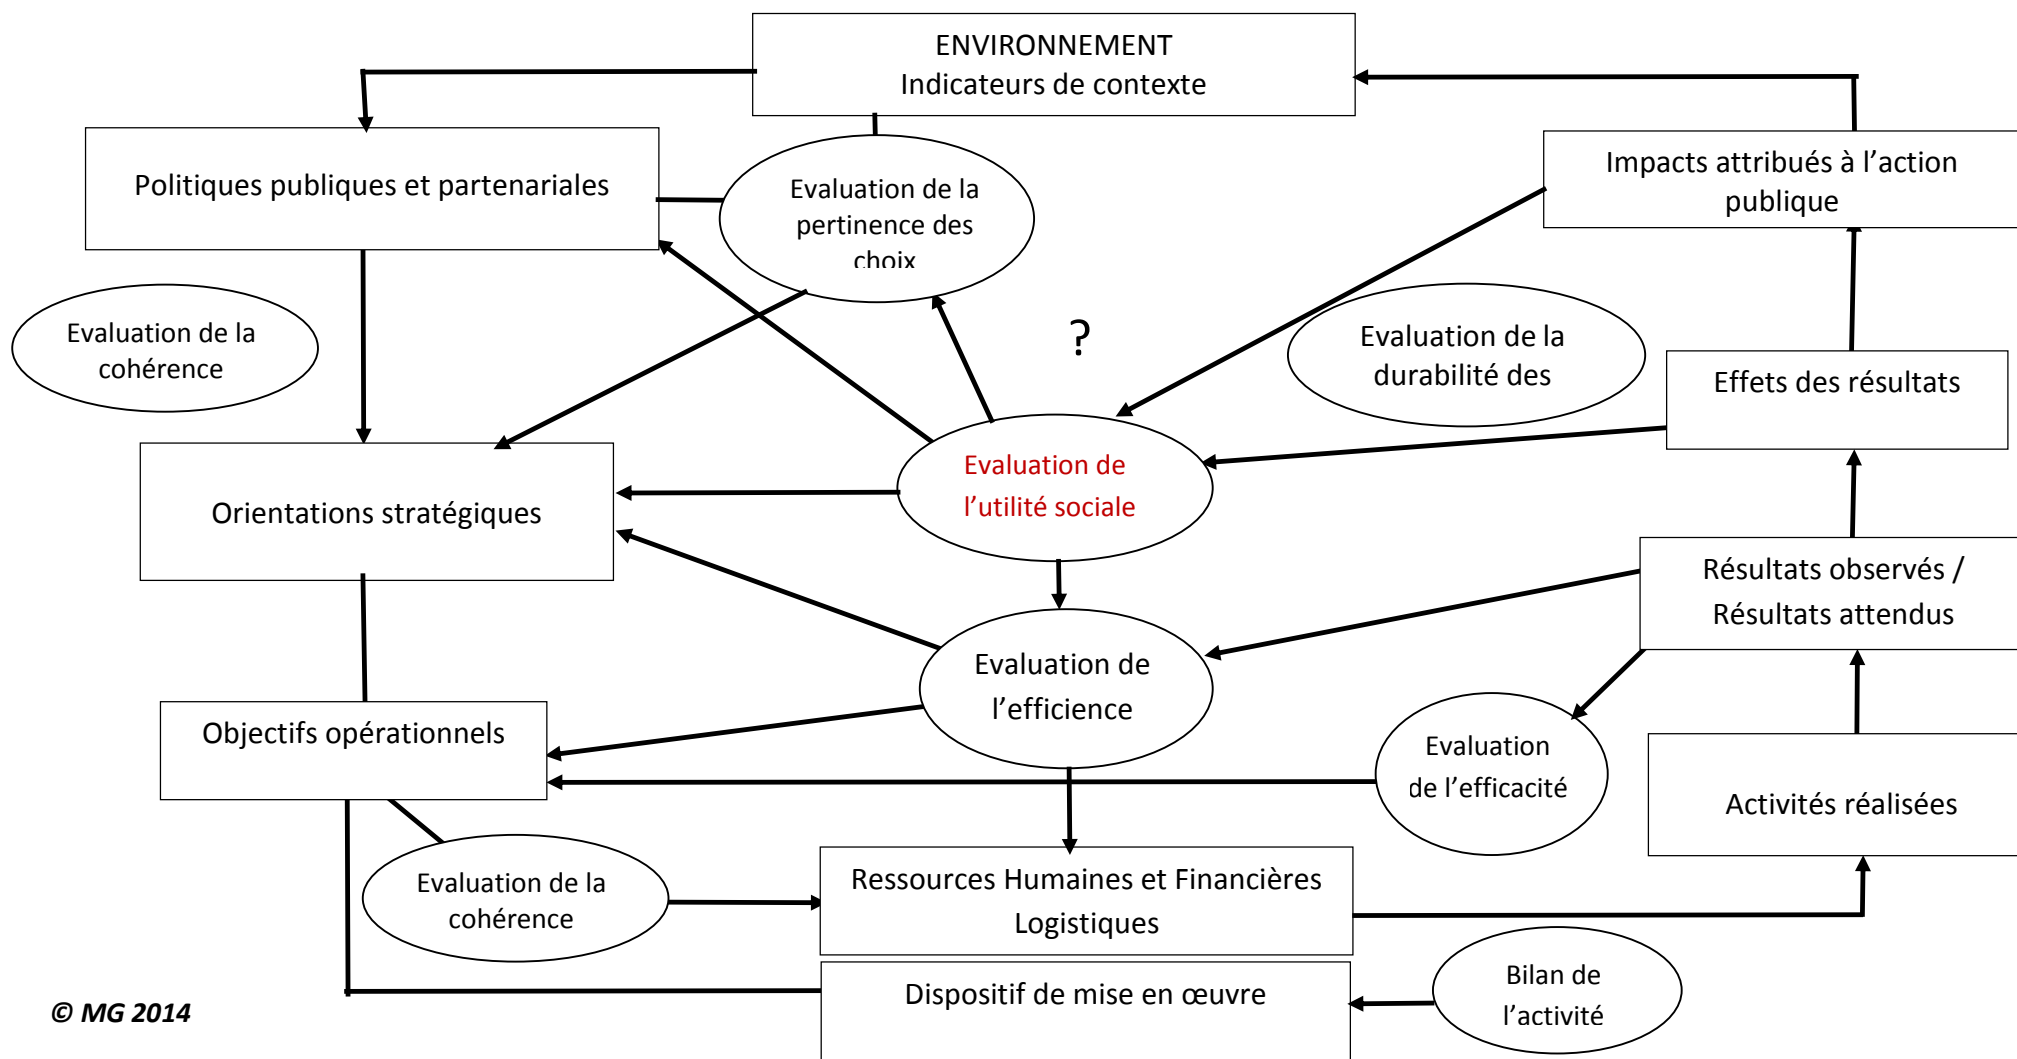 ENVIRONNEMENT
Indicateurs de contexte
Politiques publiques et partenariales
Evaluation de la
pertinence des
choix
Impacts attribués à l’action
publique
Evaluation de la
cohérence
?
Evaluation de la
durabilité des
Effets des résultats
Orientations stratégiques
Evaluation de
l’utilité sociale
Résultats observés /
Résultats attendus
Evaluation de
l’efficience
Objectifs opérationnels
Evaluation
de l’efficacité
Activités réalisées
Evaluation de la
cohérence
Ressources Humaines et Financières
Logistiques
Dispositif de mise en œuvre
Bilan de
l’activité
© MG 2014